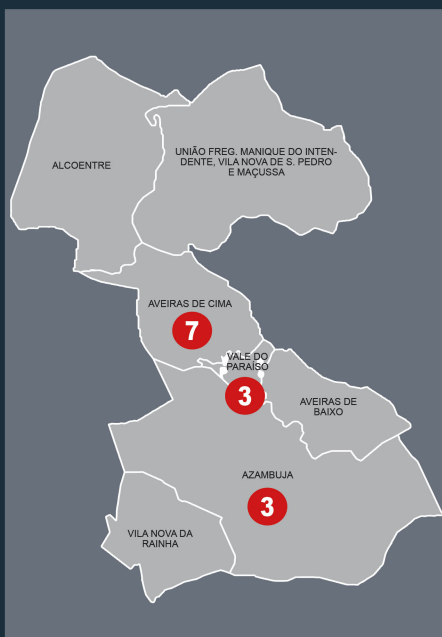 ALCOENTRE
UNIÃO FREG. MANIQUE DO INTEN-
DENTE, VILA NOVA DE S. PEDRO
E MAÇUSSA
AVEIRAS DE CIMA
7
VALE DO
PARAÍSO
3
AVEIRAS DE
BAIXO
AZAMBUJA
3
VILA NOVA DA
RAINHA